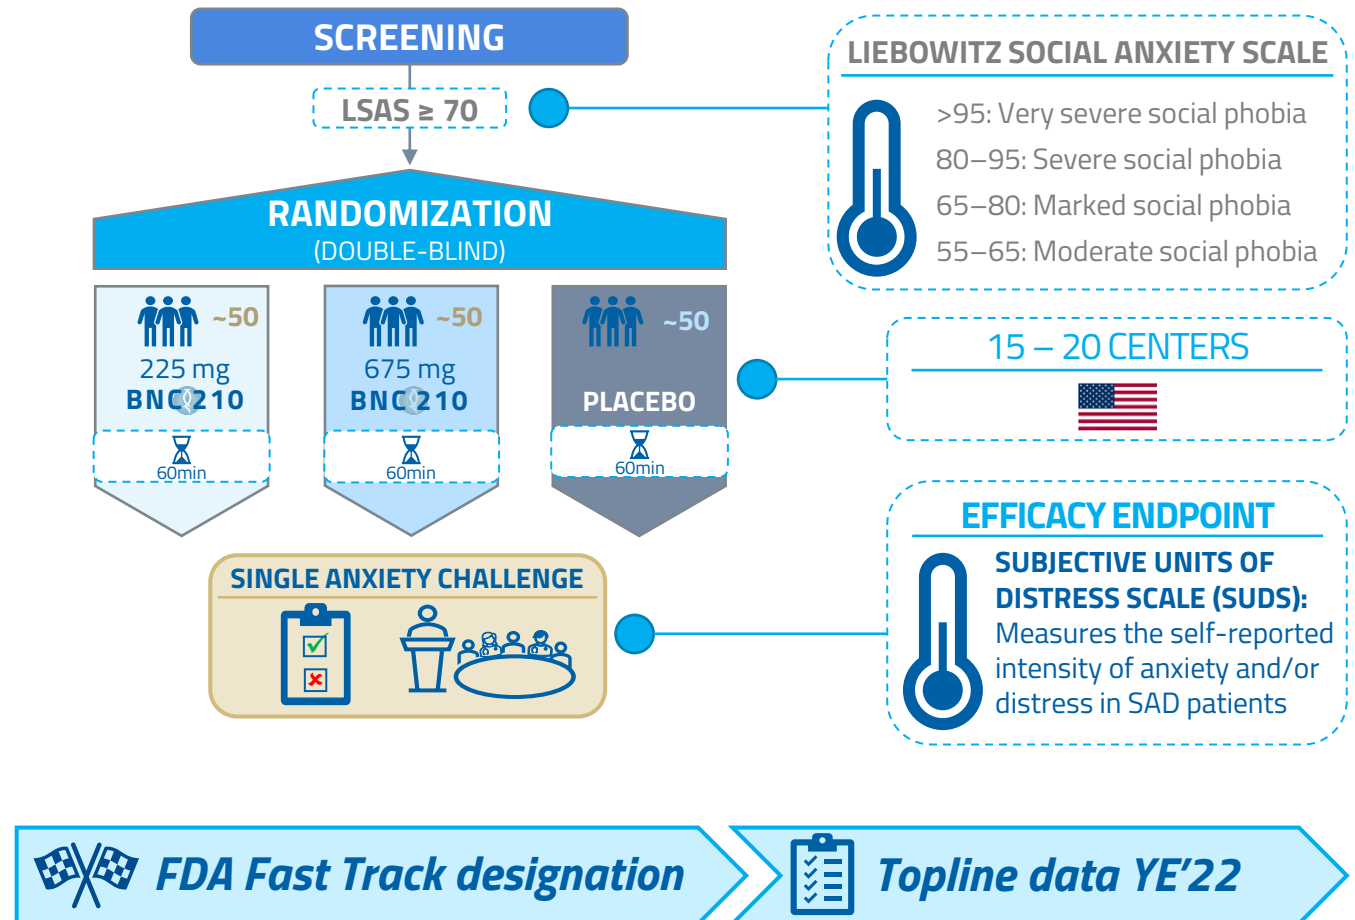 SCREENING
LSAS ≥ 70
RANDOMIZATION
(DOUBLE-BLIND)
~50
225 mg
BNC210
60min
~50
675 mg
BNC210
60min
~50
PLACEBO
60min
SINGLE ANXIETY CHALLENGE
LIEBOWITZ SOCIAL ANXIETY SCALE
>95: Very severe social phobia
80–95: Severe social phobia
65–80: Marked social phobia
55–65: Moderate social phobia
15 – 20 CENTERS
EFFICACY ENDPOINT
SUBJECTIVE UNITS OF
DISTRESS SCALE (SUDS):
Measures the self-reported
intensity of anxiety and/or
distress in SAD patients
FDA Fast Track designation
Topline data YE’22